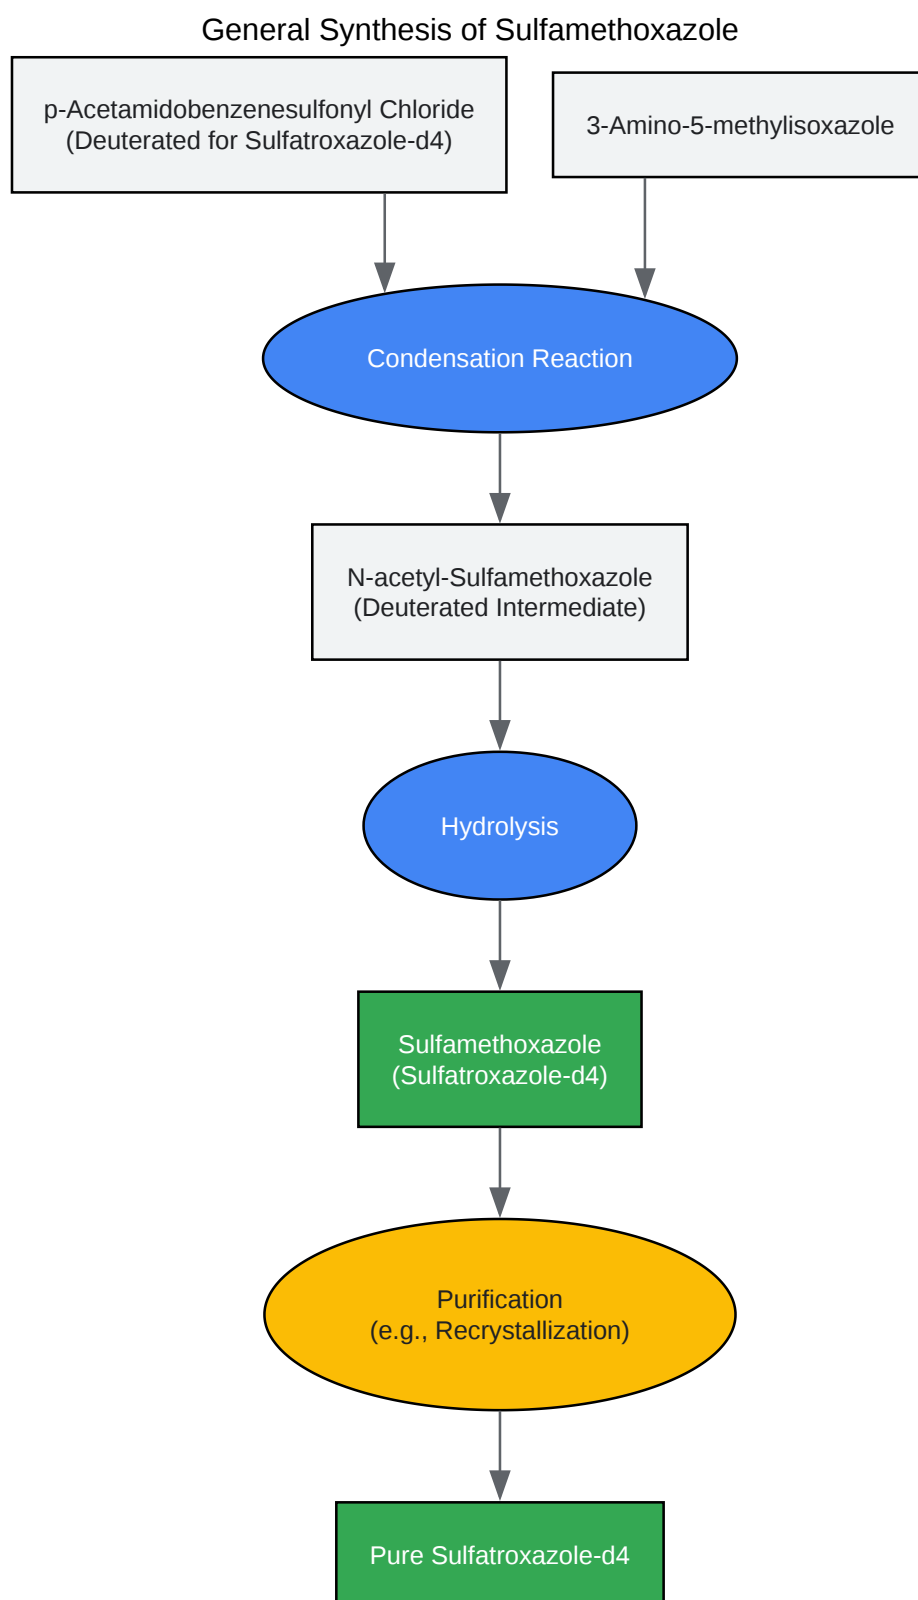 General Synthesis of Sulfamethoxazole
p-Acetamidobenzenesulfonyl Chloride
(Deuterated for Sulfatroxazole-d4)
3-Amino-5-methylisoxazole
Condensation Reaction
N-acetyl-Sulfamethoxazole
(Deuterated Intermediate)
Hydrolysis
Sulfamethoxazole
(Sulfatroxazole-d4)
Purification
(e.g., Recrystallization)
Pure Sulfatroxazole-d4